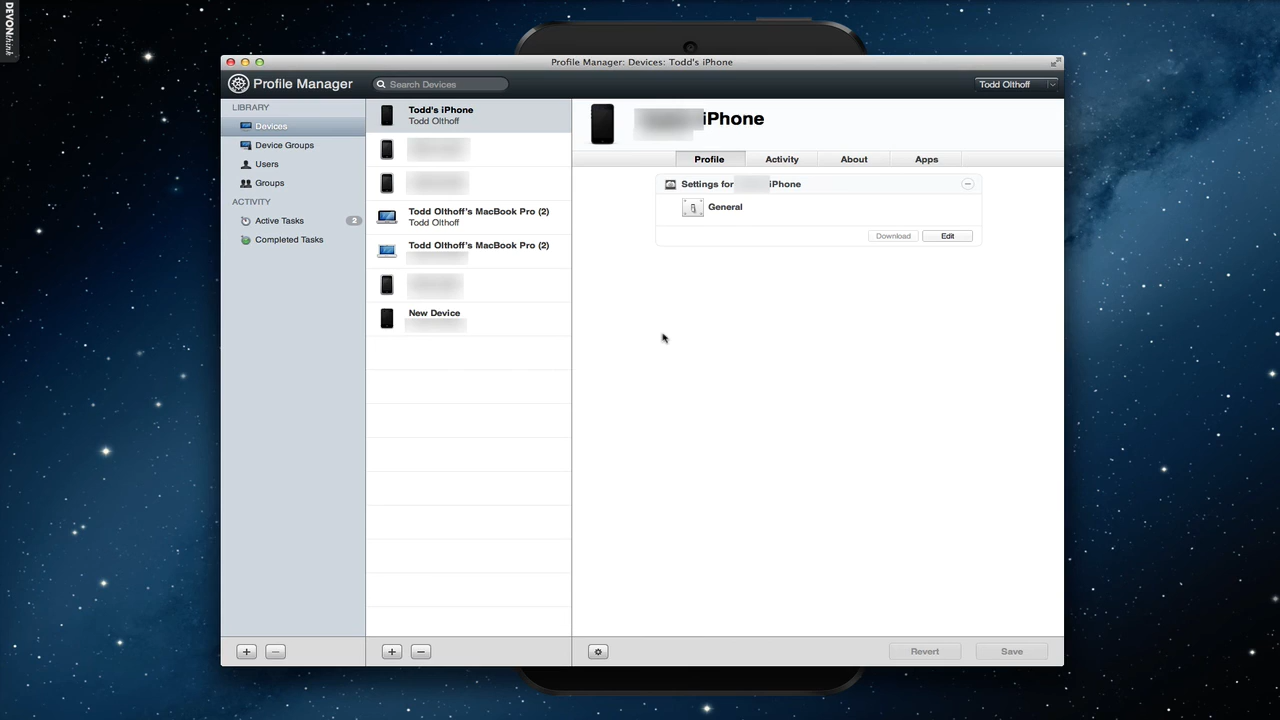 DEVONthink
Profile Manager: Devices: Todd's iPhone
Profile Manager
Search Devices
Todd Olthoff
LIBRARY
Devices
Device Groups
Users
Groups
ACTIVITY
Active Tasks 2
Completed Tasks
Todd's iPhone
Todd Olthoff
Todd Olthoff's MacBook Pro (2)
Todd Olthoff
Todd Olthoff's MacBook Pro (2)
New Device
iPhone
Profile Activity About Apps
Settings for iPhone
General
Download Edit
Revert Save